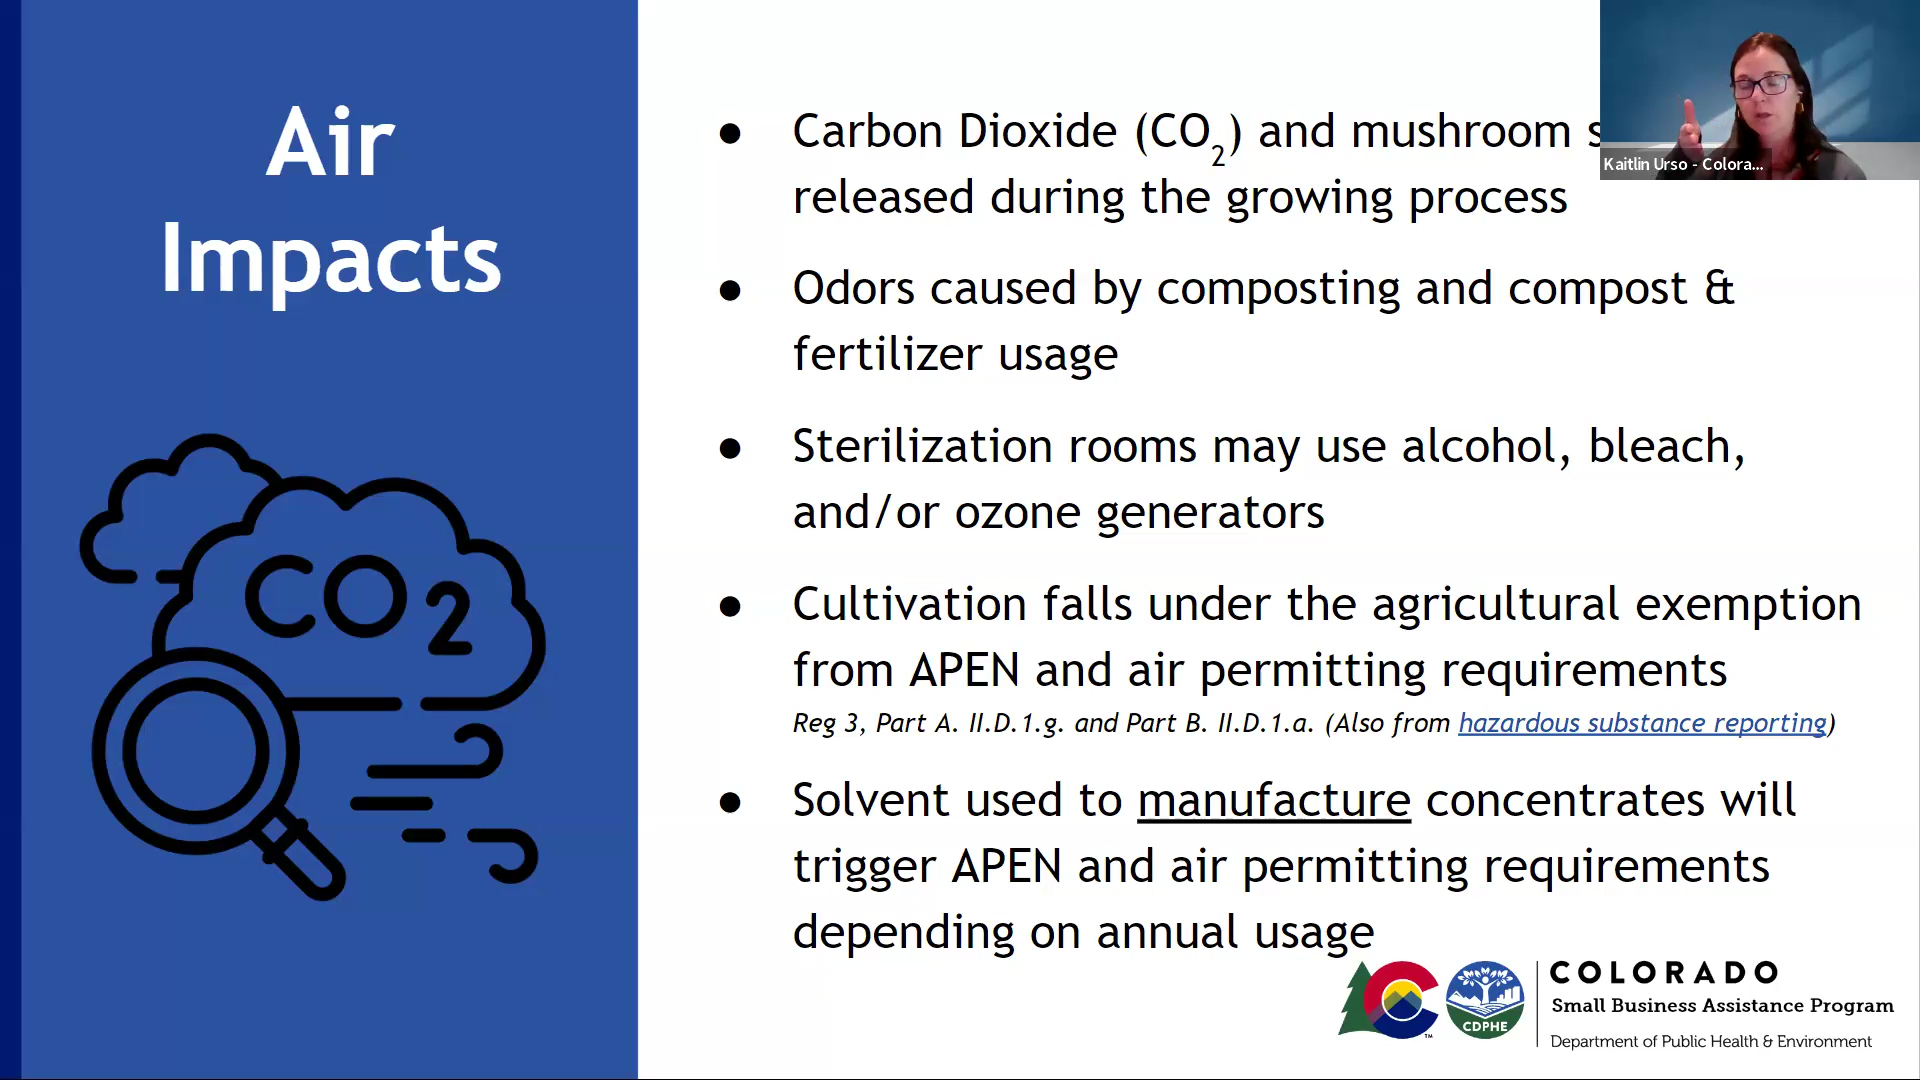 Air
Impacts
CO2
● Carbon Dioxide (CO2) and mushroom
released during the growing process
● Odors caused by composting and compost &
fertilizer usage
● Sterilization rooms may use alcohol, bleach,
and/or ozone generators
● Cultivation falls under the agricultural exemption
from APEN and air permitting requirements
Reg 3, Part A. II.D.1.g. and Part B. II.D.1.a. (Also from hazardous substance reporting)
● Solvent used to manufacture concentrates will
trigger APEN and air permitting requirements
depending on annual usage
Kaitlin Urso - Colora...
TM
CDPHE
COLORADO
Small Business Assistance Program
Department of Public Health & Environment